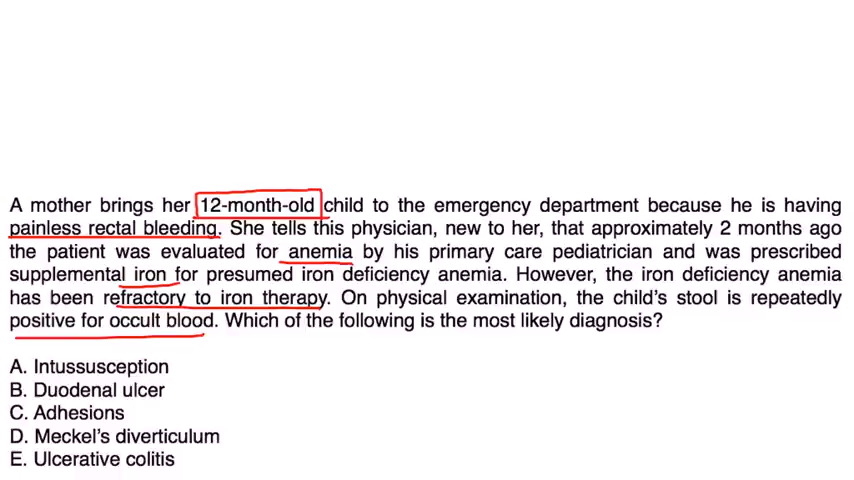 A mother brings her 12-month-old child to the emergency department because he is having
painless rectal bleeding. She tells this physician, new to her, that approximately 2 months ago
the patient was evaluated for anemia by his primary care pediatrician and was prescribed
supplemental iron for presumed iron deficiency anemia. However, the iron deficiency anemia
has been refractory to iron therapy. On physical examination, the child's stool is repeatedly
positive for occult blood. Which of the following is the most likely diagnosis?
A. Intussusception
B. Duodenal ulcer
C. Adhesions
D. Meckel's diverticulum
E. Ulcerative colitis